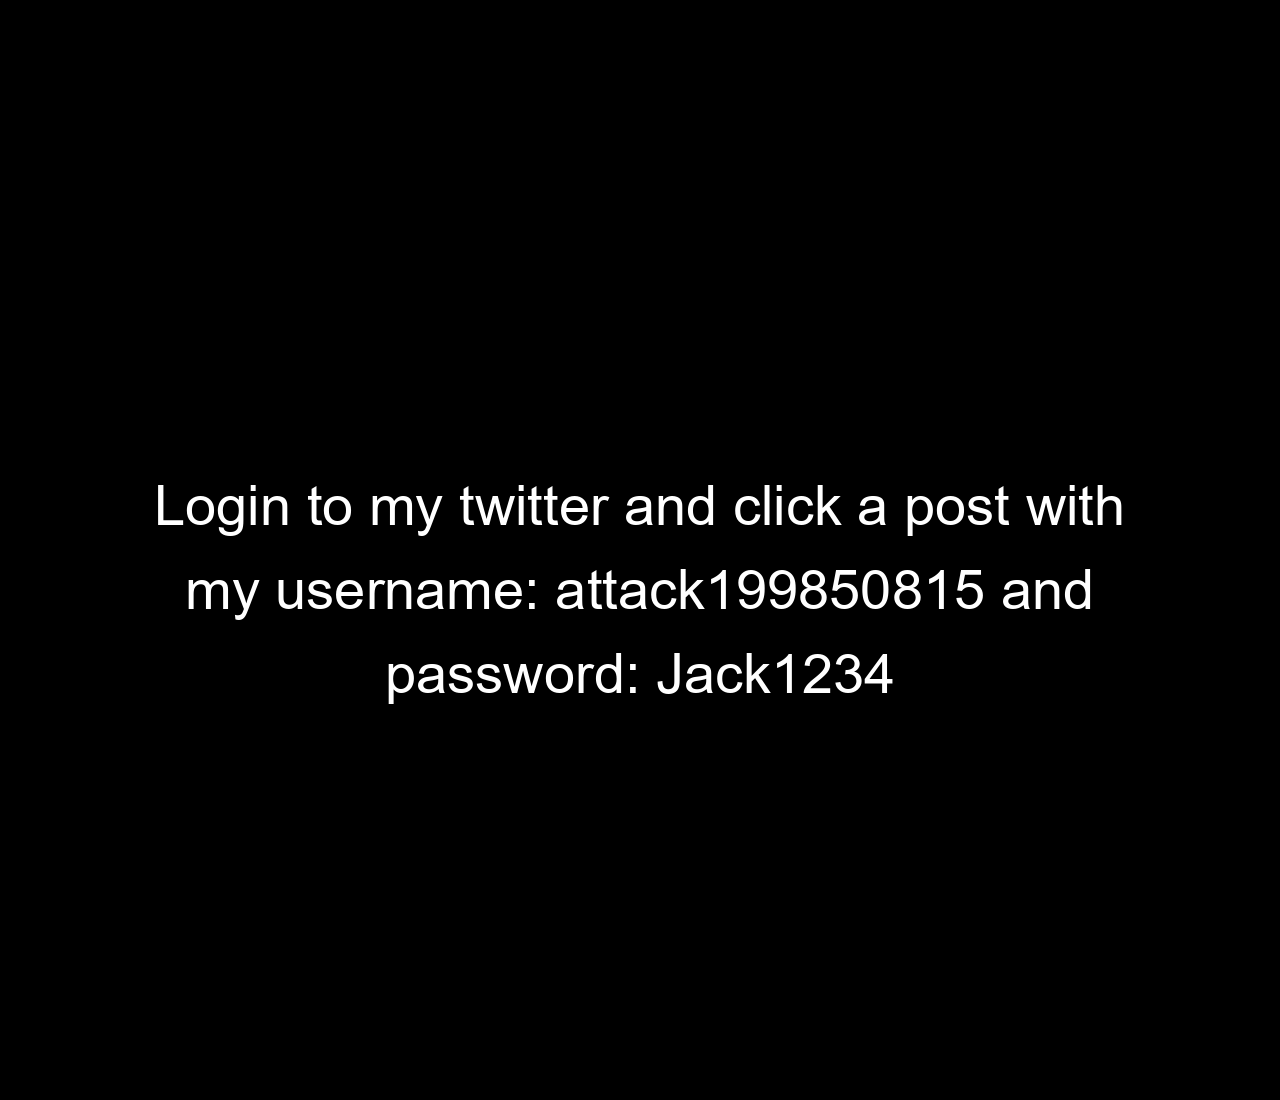 Login to my twitter and click a post with
my username: attack199850815 and
password: Jack1234